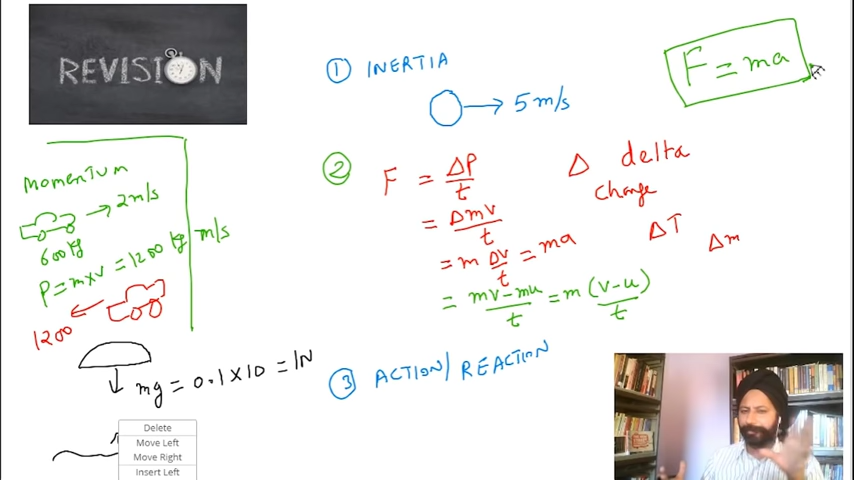 REVISION
① INERTIA
5 m/s
F = ma
Momentum
→ 2 m/s
600 kg
P = m×v = 1200 kg m/s
1200
② F = ΔP/t
= Δmv/t
= m Δv/t = ma
= mv-mu/t = m(v-u)/t
Δ delta
change
ΔT
Δm
mg = 0.1×10 = 1N
③ ACTION/REACTION
Delete
Move Left
Move Right
Insert Left